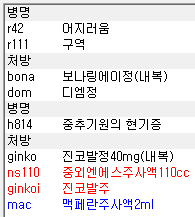 병명
r42 어지러움
r111 구역
처방
bona 보나링에이정(내복)
dom 디엠정
병명
h814 중추기원의 현기증
처방
ginko 진코발정40mg(내복)
ns110 중외엔에스주사액110cc
ginkoi 진코발주
mac 맥페란주사액2ml